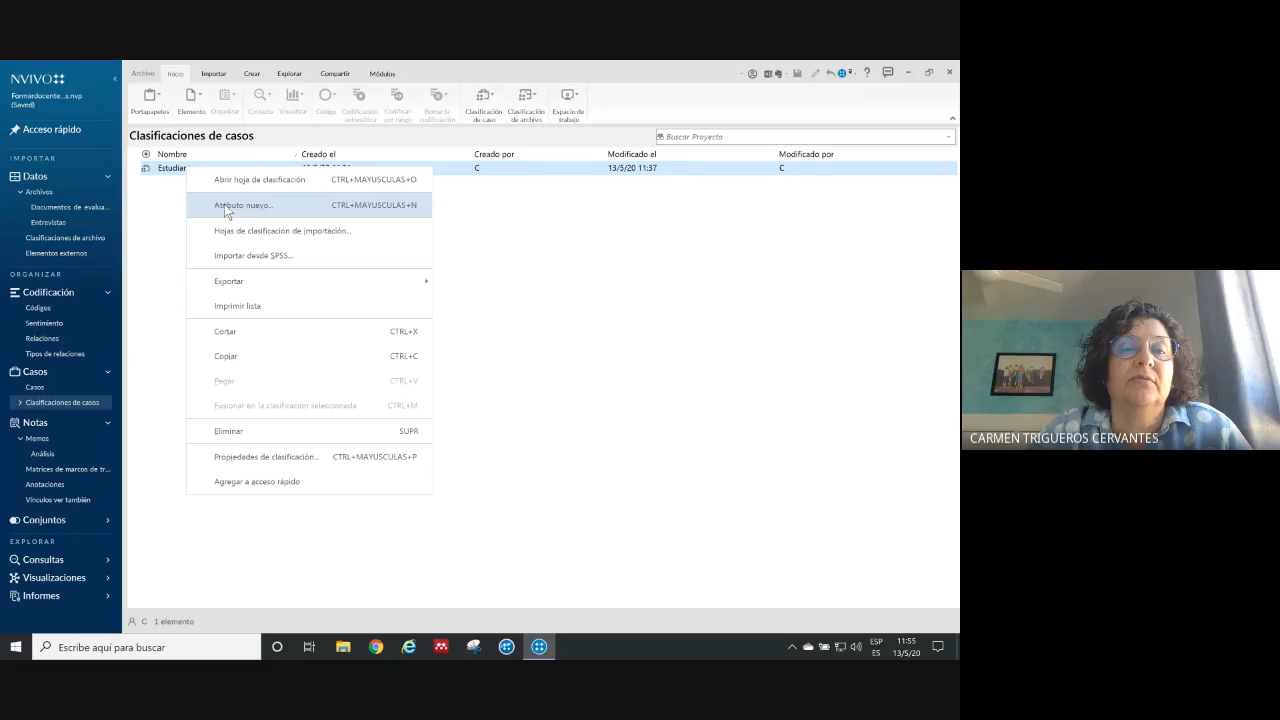 NVIVO
Formardocente...s.nvp
(Saved)
Acceso rápido
IMPORTAR
Datos
Archivos
Documentos de evalua...
Entrevistas
Clasificaciones de archivo
Elementos externos
ORGANIZAR
Codificación
Códigos
Sentimiento
Relaciones
Tipos de relaciones
Casos
Casos
Clasificaciones de casos
Notas
Memos
Análisis
Matrices de marcos de tr...
Anotaciones
Vínculos ver también
Conjuntos
EXPLORAR
Consultas
Visualizaciones
Informes
Archivo Inicio Importar Crear Explorar Compartir Módulos
Portapapeles Elemento Organizar Consulta Visualizar Código Codificación automática Codificar por rango Borrar la codificación Clasificación de caso Clasificación de archivo Espacio de trabajo
Clasificaciones de casos
Buscar Proyecto
Nombre Creado el Creado por Modificado el Modificado por
Estudian C 13/5/20 11:37 C
Abrir hoja de clasificación CTRL+MAYUSCULAS+O
Atributo nuevo... CTRL+MAYUSCULAS+N
Hojas de clasificación de importación...
Importar desde SPSS...
Exportar
Imprimir lista
Cortar CTRL+X
Copiar CTRL+C
Pegar CTRL+V
Fusionar en la clasificación seleccionada CTRL+M
Eliminar SUPR
Propiedades de clasificación... CTRL+MAYUSCULAS+P
Agregar a acceso rápido
C 1 elemento
Escribe aquí para buscar
ESP
ES
11:55
13/5/20
CARMEN TRIGUEROS CERVANTES